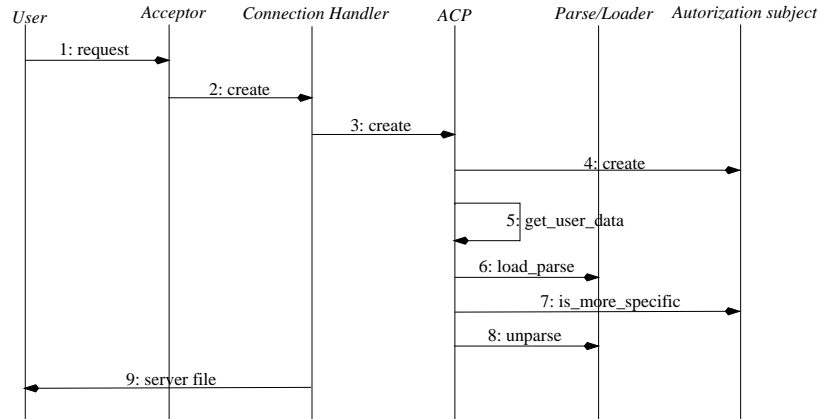 User
Acceptor
Connection Handler
ACP
Parse/Loader
Autorization subject
1: request
2: create
3: create
4: create
5: get_user_data
6: load_parse
7: is_more_specific
8: unparse
9: server file